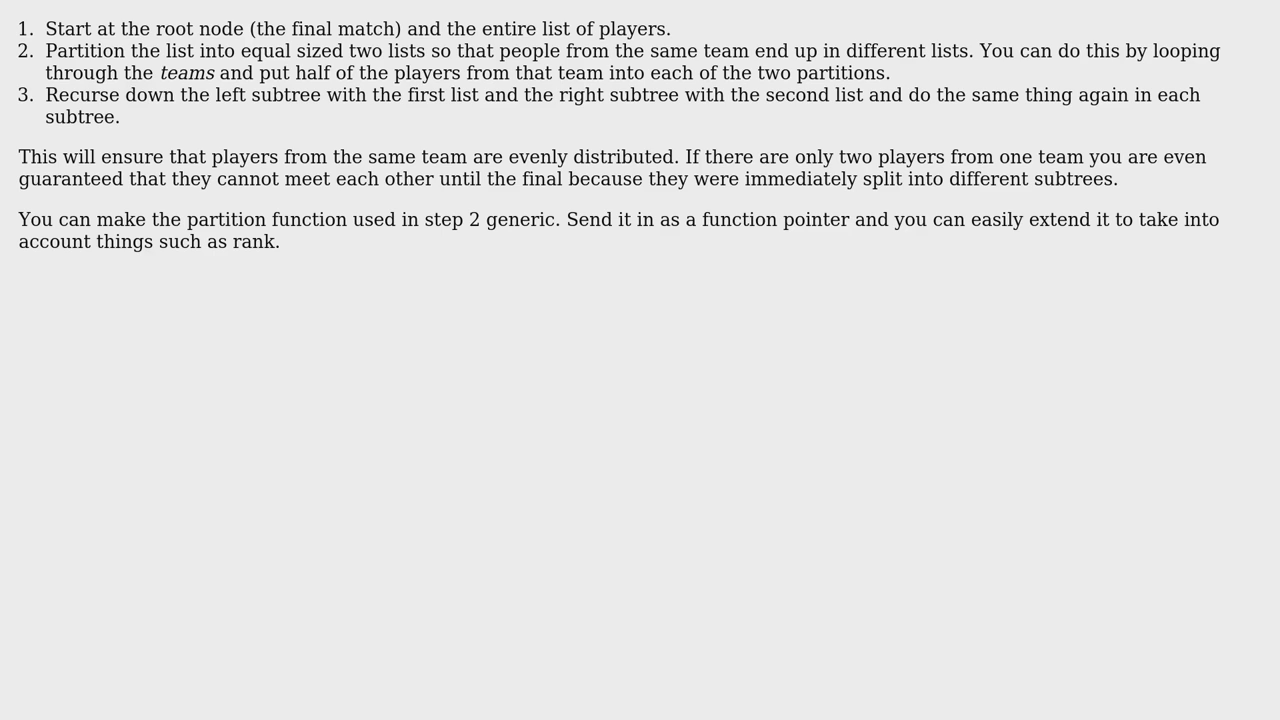 1. Start at the root node (the final match) and the entire list of players.
2. Partition the list into equal sized two lists so that people from the same team end up in different lists. You can do this by looping
through the teams and put half of the players from that team into each of the two partitions.
3. Recurse down the left subtree with the first list and the right subtree with the second list and do the same thing again in each
subtree.
This will ensure that players from the same team are evenly distributed. If there are only two players from one team you are even
guaranteed that they cannot meet each other until the final because they were immediately split into different subtrees.
You can make the partition function used in step 2 generic. Send it in as a function pointer and you can easily extend it to take into
account things such as rank.